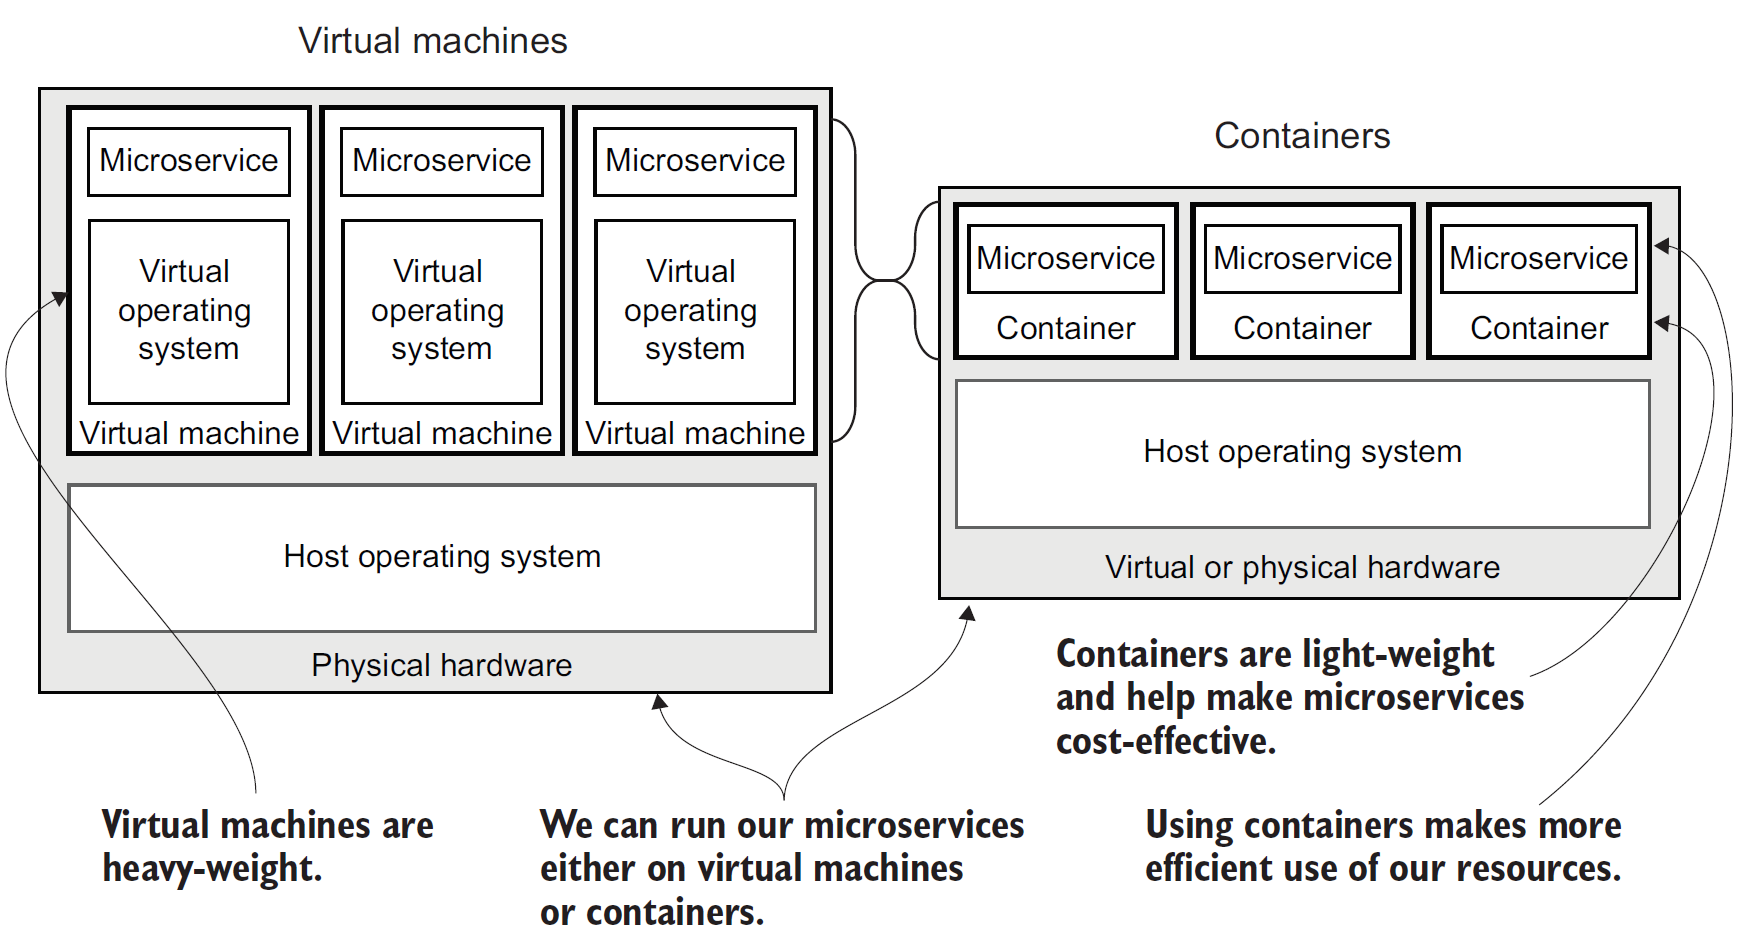 Virtual machines
Microservice
Virtual
operating
system
Virtual machine
Microservice
Virtual
operating
system
Virtual machine
Microservice
Virtual
operating
system
Virtual machine
Host operating system
Physical hardware
Containers
Microservice
Container
Microservice
Container
Microservice
Container
Host operating system
Virtual or physical hardware
Containers are light-weight
and help make microservices
cost-effective.
Virtual machines are
heavy-weight.
We can run our microservices
either on virtual machines
or containers.
Using containers makes more
efficient use of our resources.